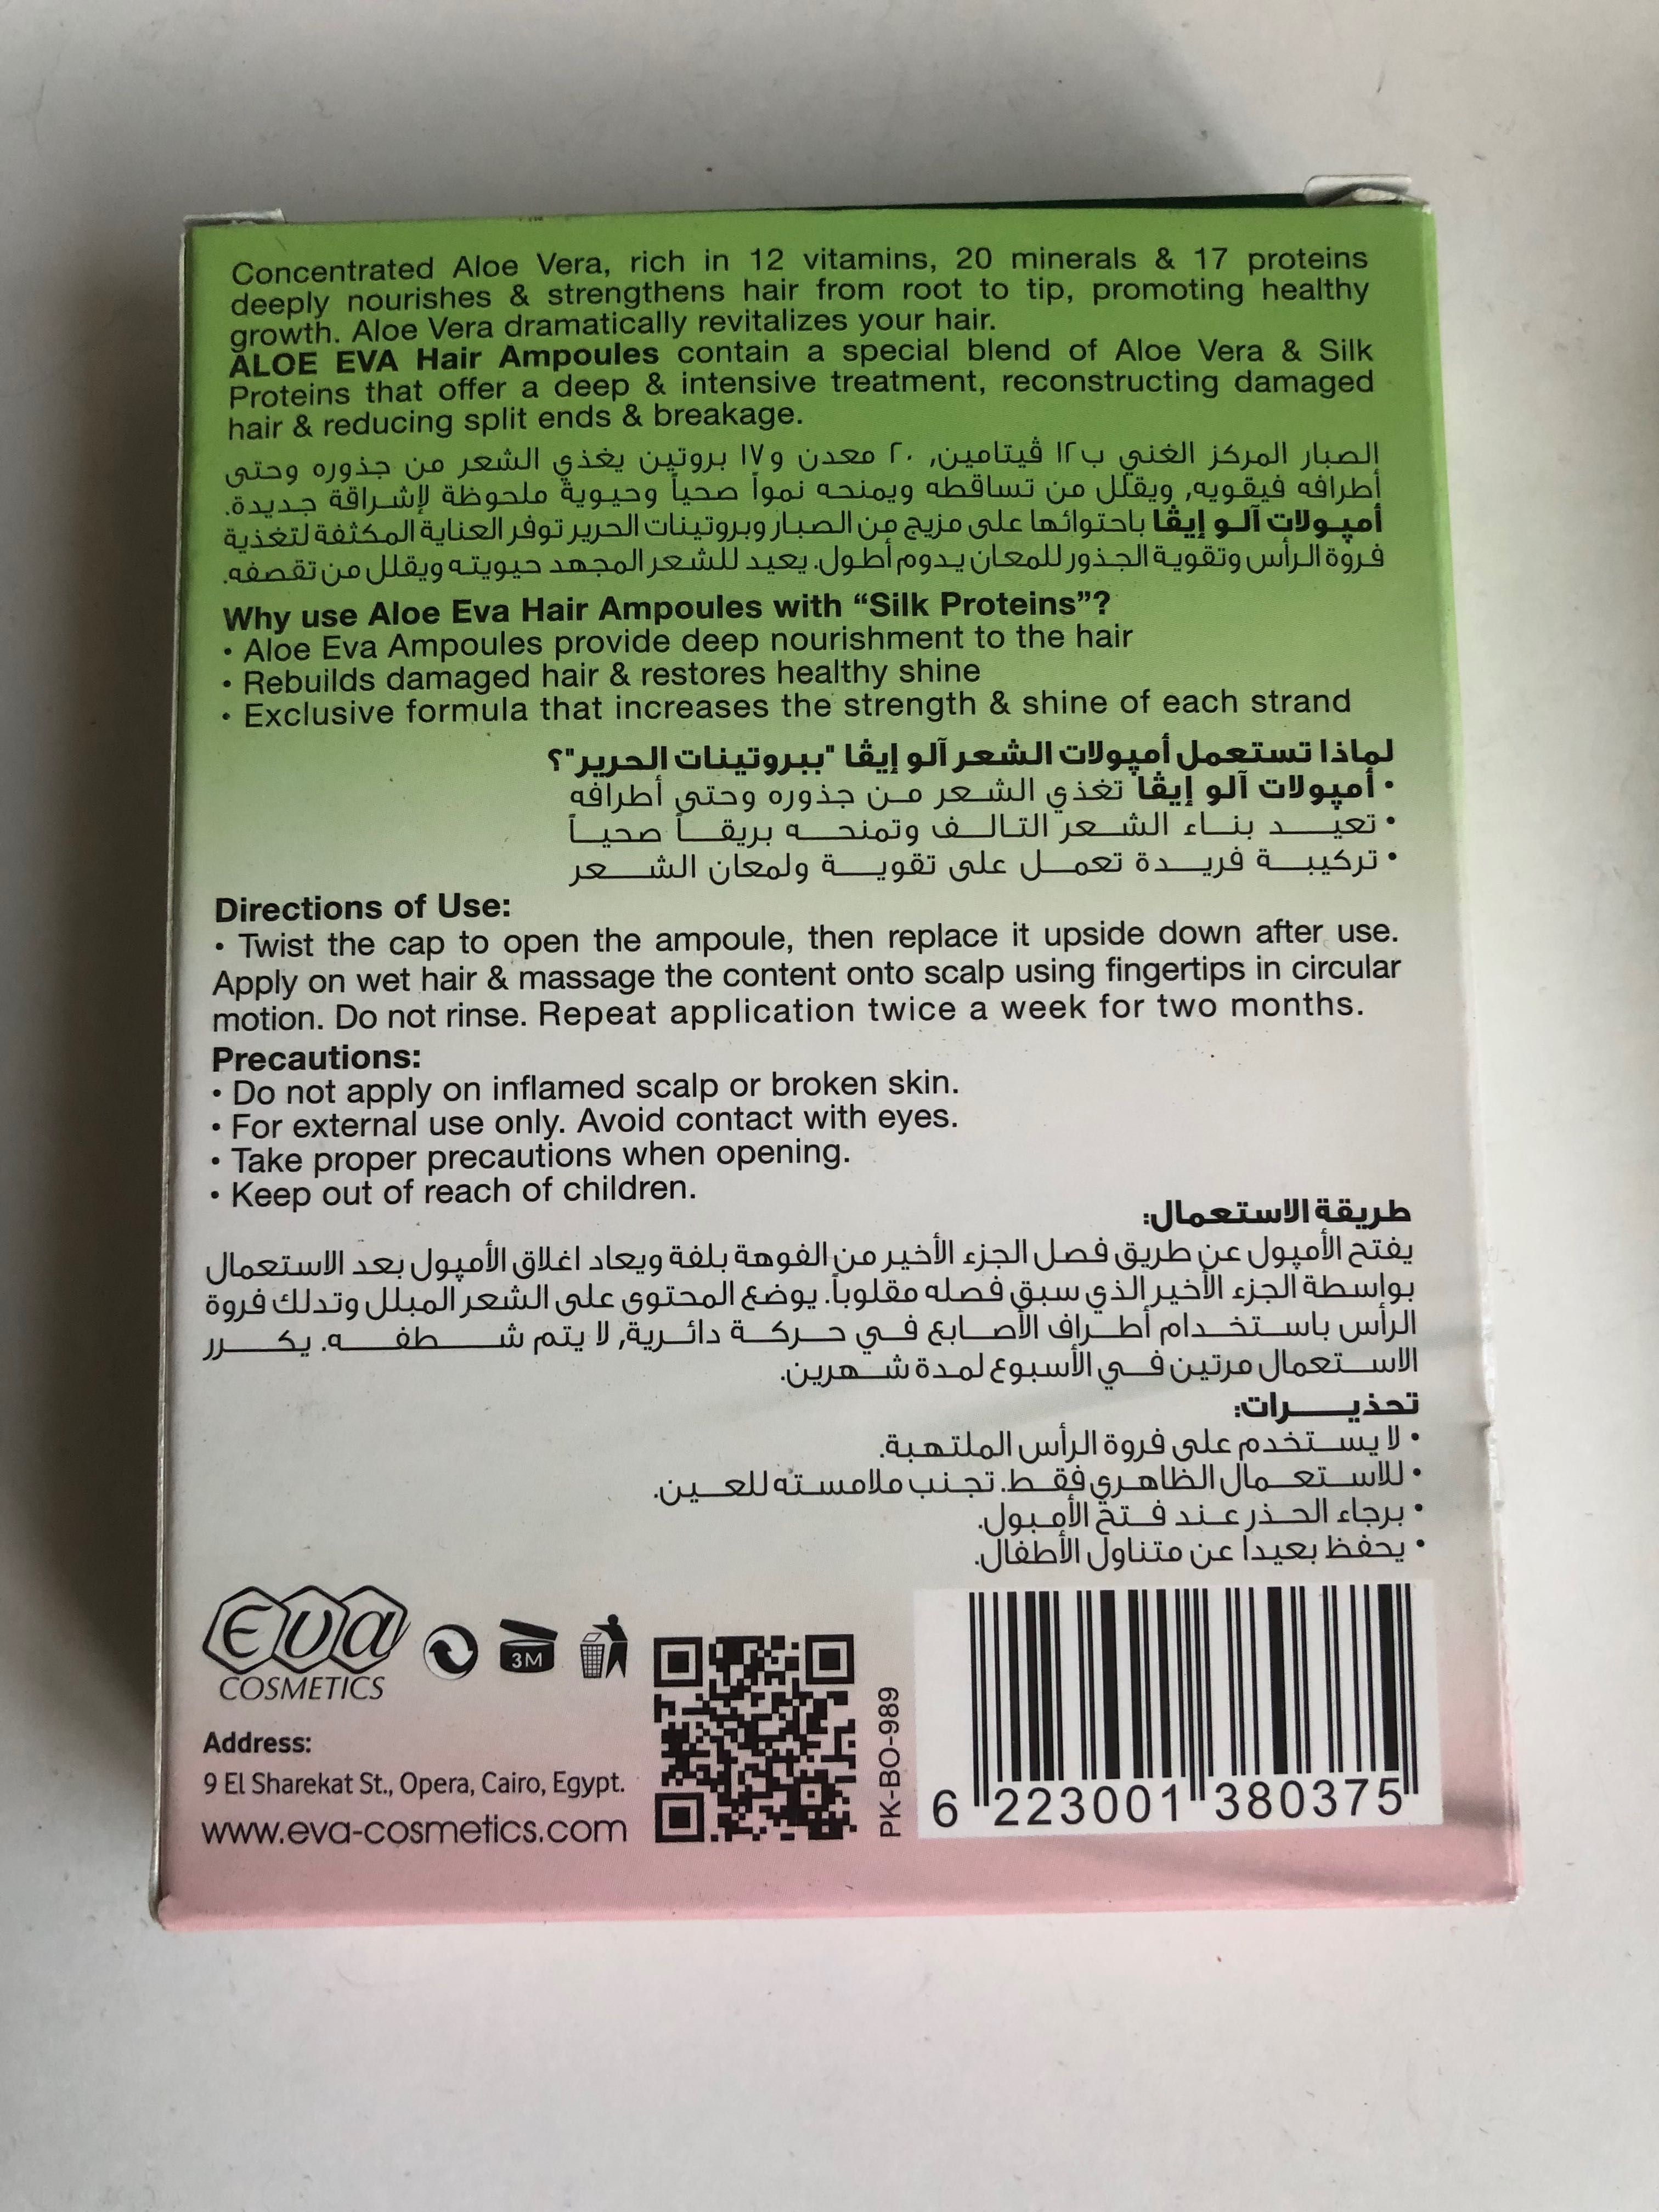 Concentrated Aloe Vera, rich in 12 vitamins, 20 minerals & 17 proteins
deeply nourishes & strengthens hair from root to tip, promoting healthy
growth. Aloe Vera dramatically revitalizes your hair.
ALOE EVA Hair Ampoules contain a special blend of Aloe Vera & Silk
Proteins that offer a deep & intensive treatment, reconstructing damaged
hair & reducing split ends & breakage.
الصبار المركز الغني ب١٢ ڤيتامين, ٢٠ معدن و١٧ بروتين يغذي الشعر من جذوره وحتى
أطرافه فيقويه, ويقلل من تساقطه ويمنحه نمواً صحياً وحيوية ملحوظة لإشراقة جديدة.
أمپولات آلو إيڤا باحتوائها على مزيج من الصبار وبروتينات الحرير توفر العناية المكثفة لتغذية
فروة الرأس وتقوية الجذور للمعان يدوم أطول. يعيد للشعر المجهد حيويته ويقلل من تقصفه.
Why use Aloe Eva Hair Ampoules with “Silk Proteins”?
• Aloe Eva Ampoules provide deep nourishment to the hair
• Rebuilds damaged hair & restores healthy shine
• Exclusive formula that increases the strength & shine of each strand
لماذا تستعمل أمپولات الشعر آلو إيڤا "ببروتينات الحرير"؟
• أمپولات آلو إيڤا تغذي الشعر من جذوره وحتى أطرافه
• تعيد بناء الشعر التالف وتمنحه بريقاً صحياً
• تركيبة فريدة تعمل على تقوية ولمعان الشعر
Directions of Use:
• Twist the cap to open the ampoule, then replace it upside down after use.
Apply on wet hair & massage the content onto scalp using fingertips in circular
motion. Do not rinse. Repeat application twice a week for two months.
Precautions:
• Do not apply on inflamed scalp or broken skin.
• For external use only. Avoid contact with eyes.
• Take proper precautions when opening.
• Keep out of reach of children.
طريقة الاستعمال:
يفتح الأمپول عن طريق فصل الجزء الأخير من الفوهة بلفة ويعاد اغلاق الأمپول بعد الاستعمال
بواسطة الجزء الأخير الذي سبق فصله مقلوباً. يوضع المحتوى على الشعر المبلل وتدلك فروة
الرأس باستخدام أطراف الأصابع في حركة دائرية, لا يتم شطفه. يكرر
الاستعمال مرتين في الأسبوع لمدة شهرين.
تحذيرات:
• لا يستخدم على فروة الرأس الملتهبة.
• للاستعمال الظاهري فقط. تجنب ملامسته للعين.
• برجاء الحذر عند فتح الأمبول.
• يحفظ بعيدا عن متناول الأطفال.
Eva
COSMETICS
3M
Address:
9 El Sharekat St., Opera, Cairo, Egypt.
www.eva-cosmetics.com
PK-BO-989
6 223001 380375